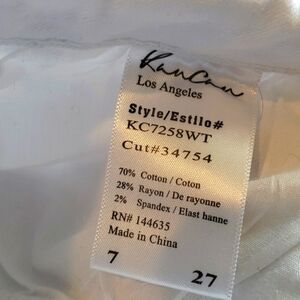 KanCan
Los Angeles
Style/Estilo#
KC7258WT
Cut#34754
70% Cotton / Coton
28% Rayon / De rayonne
2% Spandex / Elast hanne
RN# 144635
Made in China
7 27